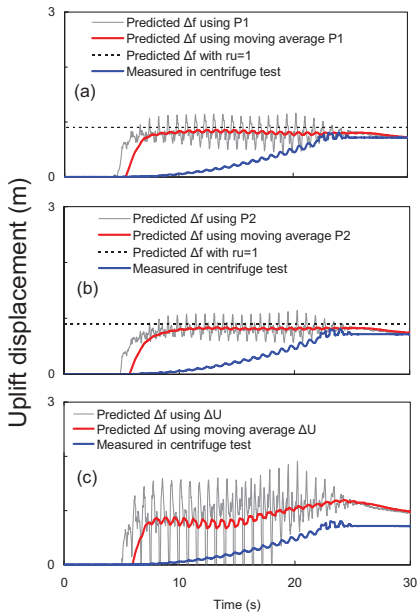 3
Predicted Δf using P1
Predicted Δf using moving average P1
Predicted Δf with ru=1
Measured in centrifuge test
(a)
0
3
Predicted Δf using P2
Predicted Δf using moving average P2
Predicted Δf with ru=1
Measured in centrifuge test
(b)
0
3
Predicted Δf using ΔU
Predicted Δf using moving average ΔU
Measured in centrifuge test
(c)
0
0 10 20 30
Time (s)
Uplift displacement (m)